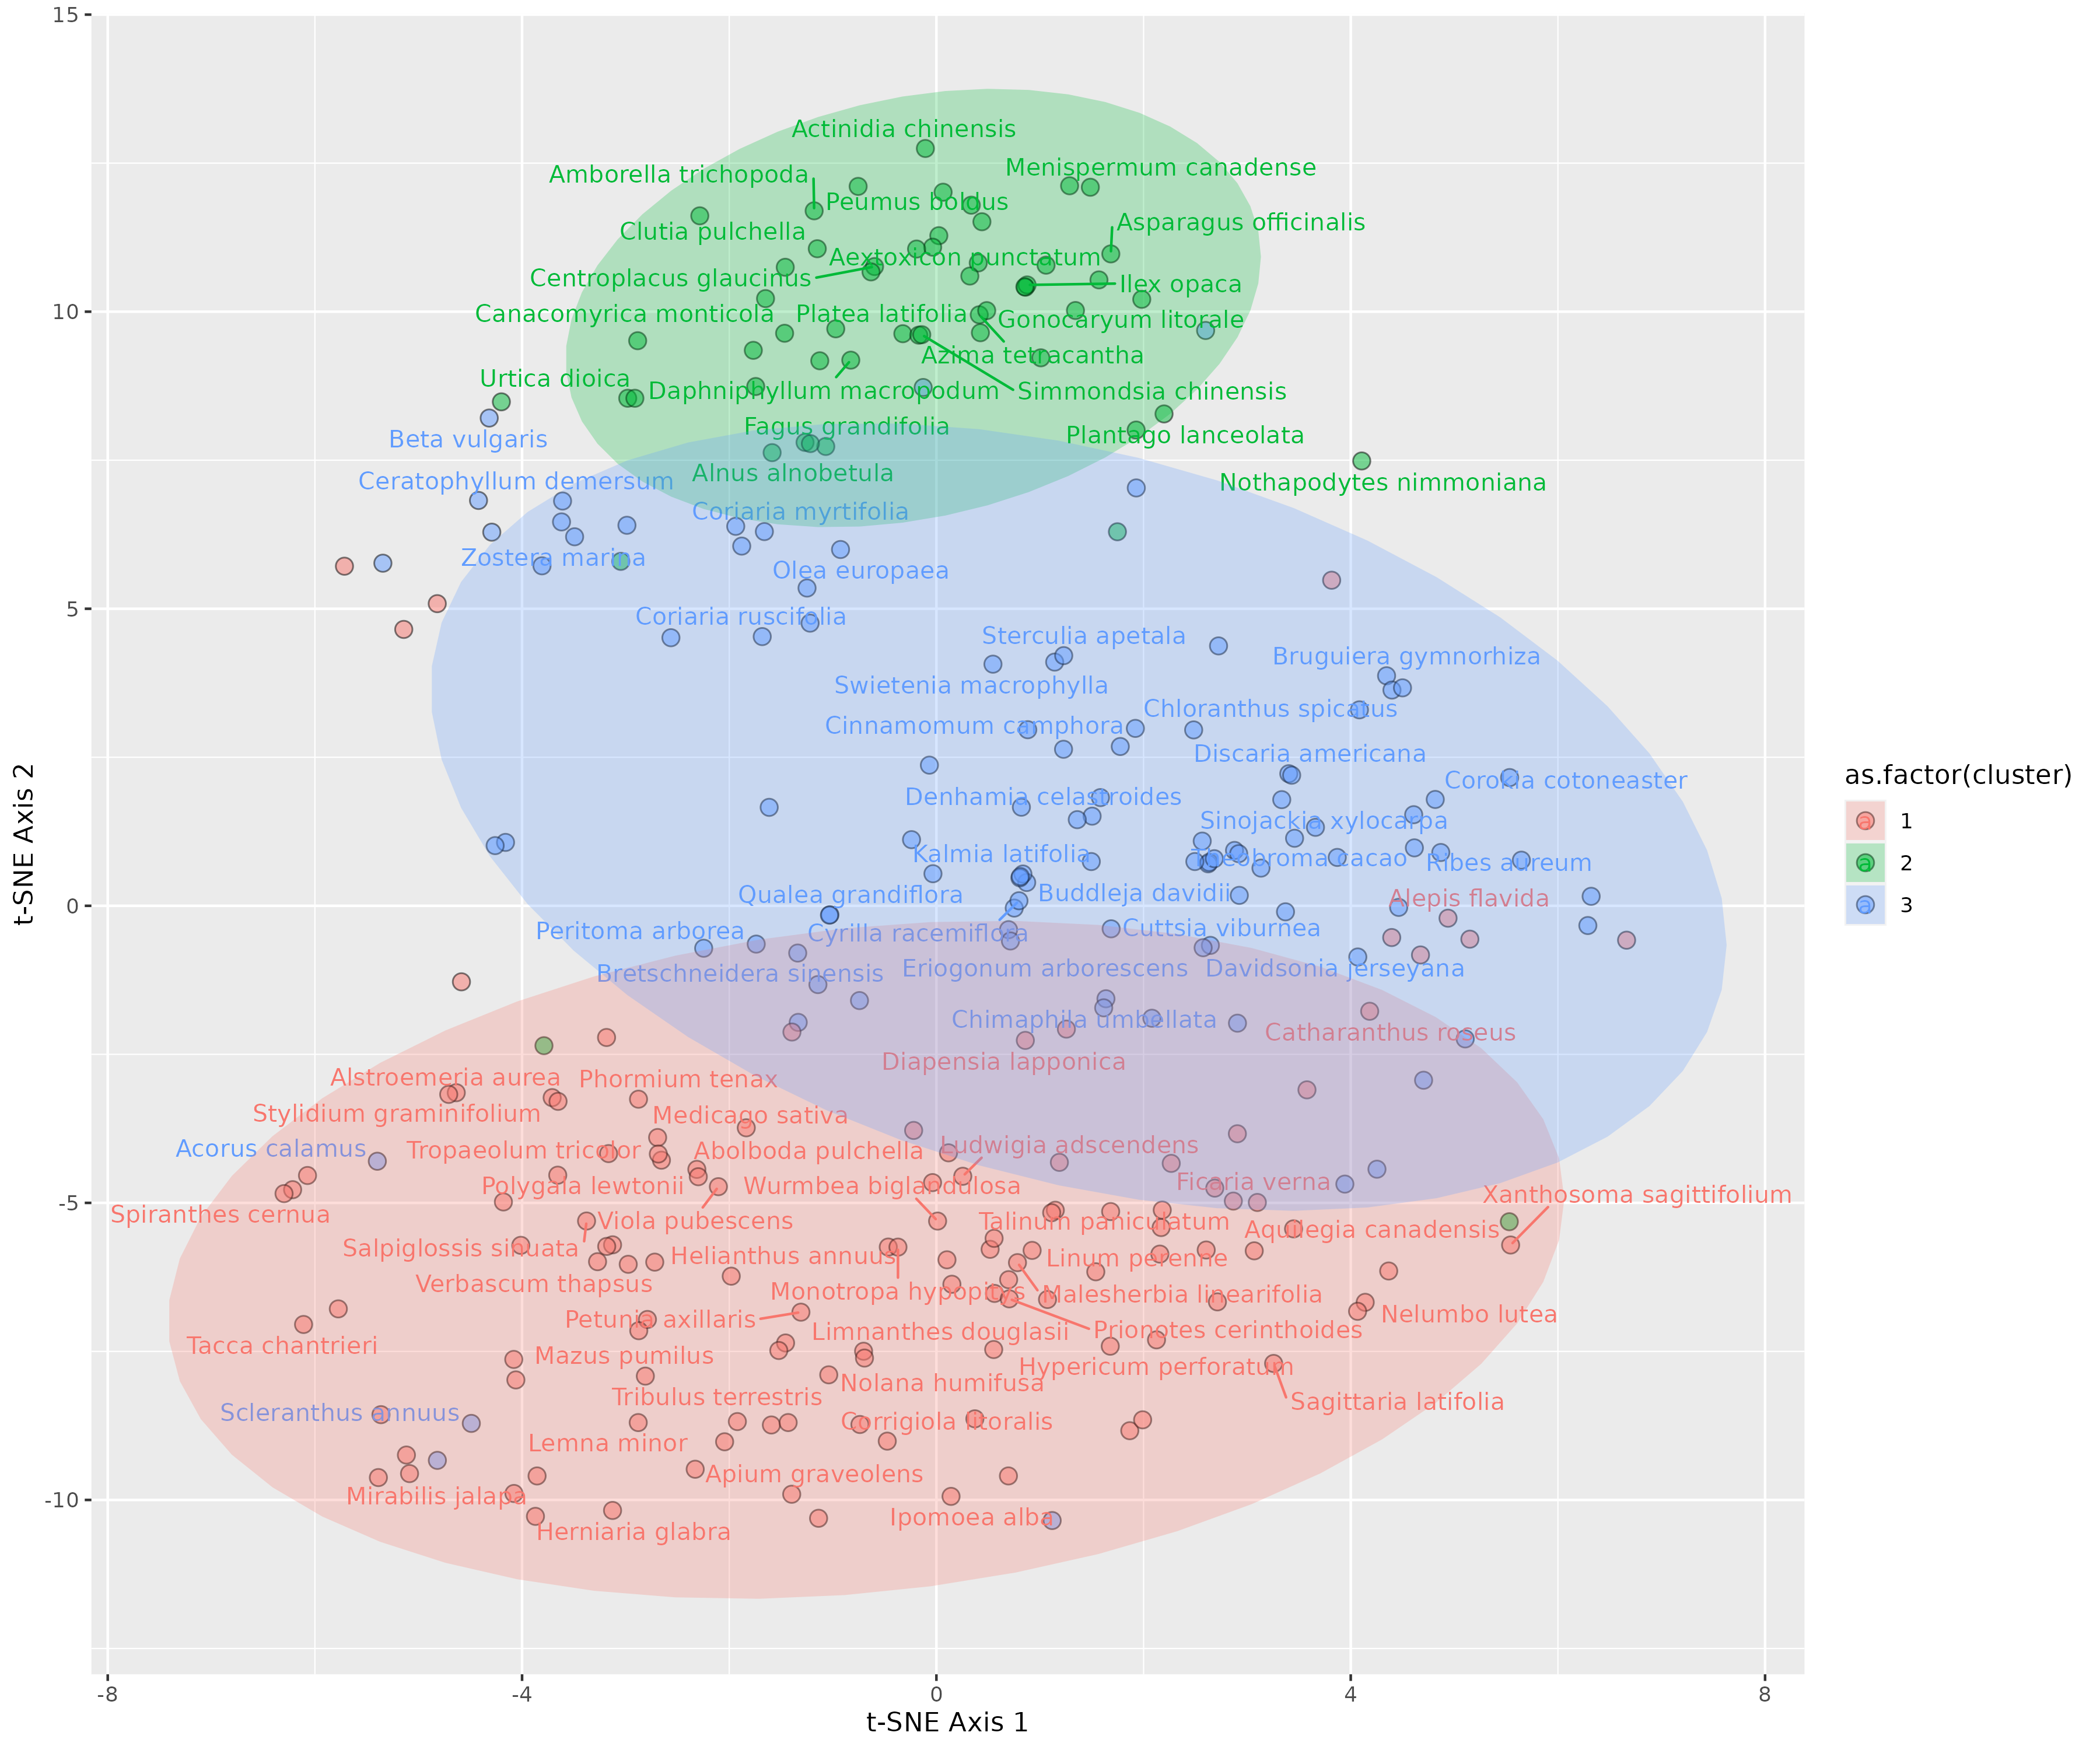 15
Actinidia chinensis
Menispermum canadense
Amborella trichopoda
Peumus boldus
Asparagus officinalis
Clutia pulchella
Aextoxicon punctatum
Centroplacus glaucinus
Ilex opaca
10
Canacomyrica monticola
Platea latifolia
Gonocaryum litorale
Azima tetracantha
Urtica dioica
Daphniphyllum macropodum
Simmondsia chinensis
Fagus grandifolia
Beta vulgaris
Plantago lanceolata
Alnus alnobetula
Ceratophyllum demersum
Nothapodytes nimmoniana
Coriaria myrtifolia
Zostera marina
Olea europaea
5
Coriaria ruscifolia
Sterculia apetala
Bruguiera gymnorhiza
Swietenia macrophylla
Chloranthus spicatus
Cinnamomum camphora
Discaria americana
Corokia cotoneaster
Denhamia celastroides
Sinojackia xylocarpa
Kalmia latifolia
Theobroma cacao
Ribes aureum
Qualea grandiflora
Buddleja davidii
Alepis flavida
0
Peritoma arborea
Cyrilla racemiflora
Cuttsia viburnea
Bretschneidera sinensis
Eriogonum arborescens
Davidsonia jerseyana
Chimaphila umbellata
Catharanthus roseus
Diapensia lapponica
Alstroemeria aurea
Phormium tenax
Stylidium graminifolium
Medicago sativa
Acorus calamus
Tropaeolum tricolor
Abolboda pulchella
Ludwigia adscendens
Polygala lewtonii
Wurmbea biglandulosa
Ficaria verna
Xanthosoma sagittifolium
-5
Spiranthes cernua
Viola pubescens
Talinum paniculatum
Aquilegia canadensis
Salpiglossis sinuata
Helianthus annuus
Linum perenne
Verbascum thapsus
Monotropa hypopitys
Malesherbia linearifolia
Petunia axillaris
Nelumbo lutea
Tacca chantrieri
Limnanthes douglasii
Prionotes cerinthoides
Mazus pumilus
Hypericum perforatum
Nolana humifusa
Tribulus terrestris
Sagittaria latifolia
Scleranthus annuus
Corrigiola litoralis
Lemna minor
Apium graveolens
Mirabilis jalapa
-10
Herniaria glabra
Ipomoea alba
-8
-4
0
4
8
t-SNE Axis 1
t-SNE Axis 2
as.factor(cluster)
a 1
a 2
a 3